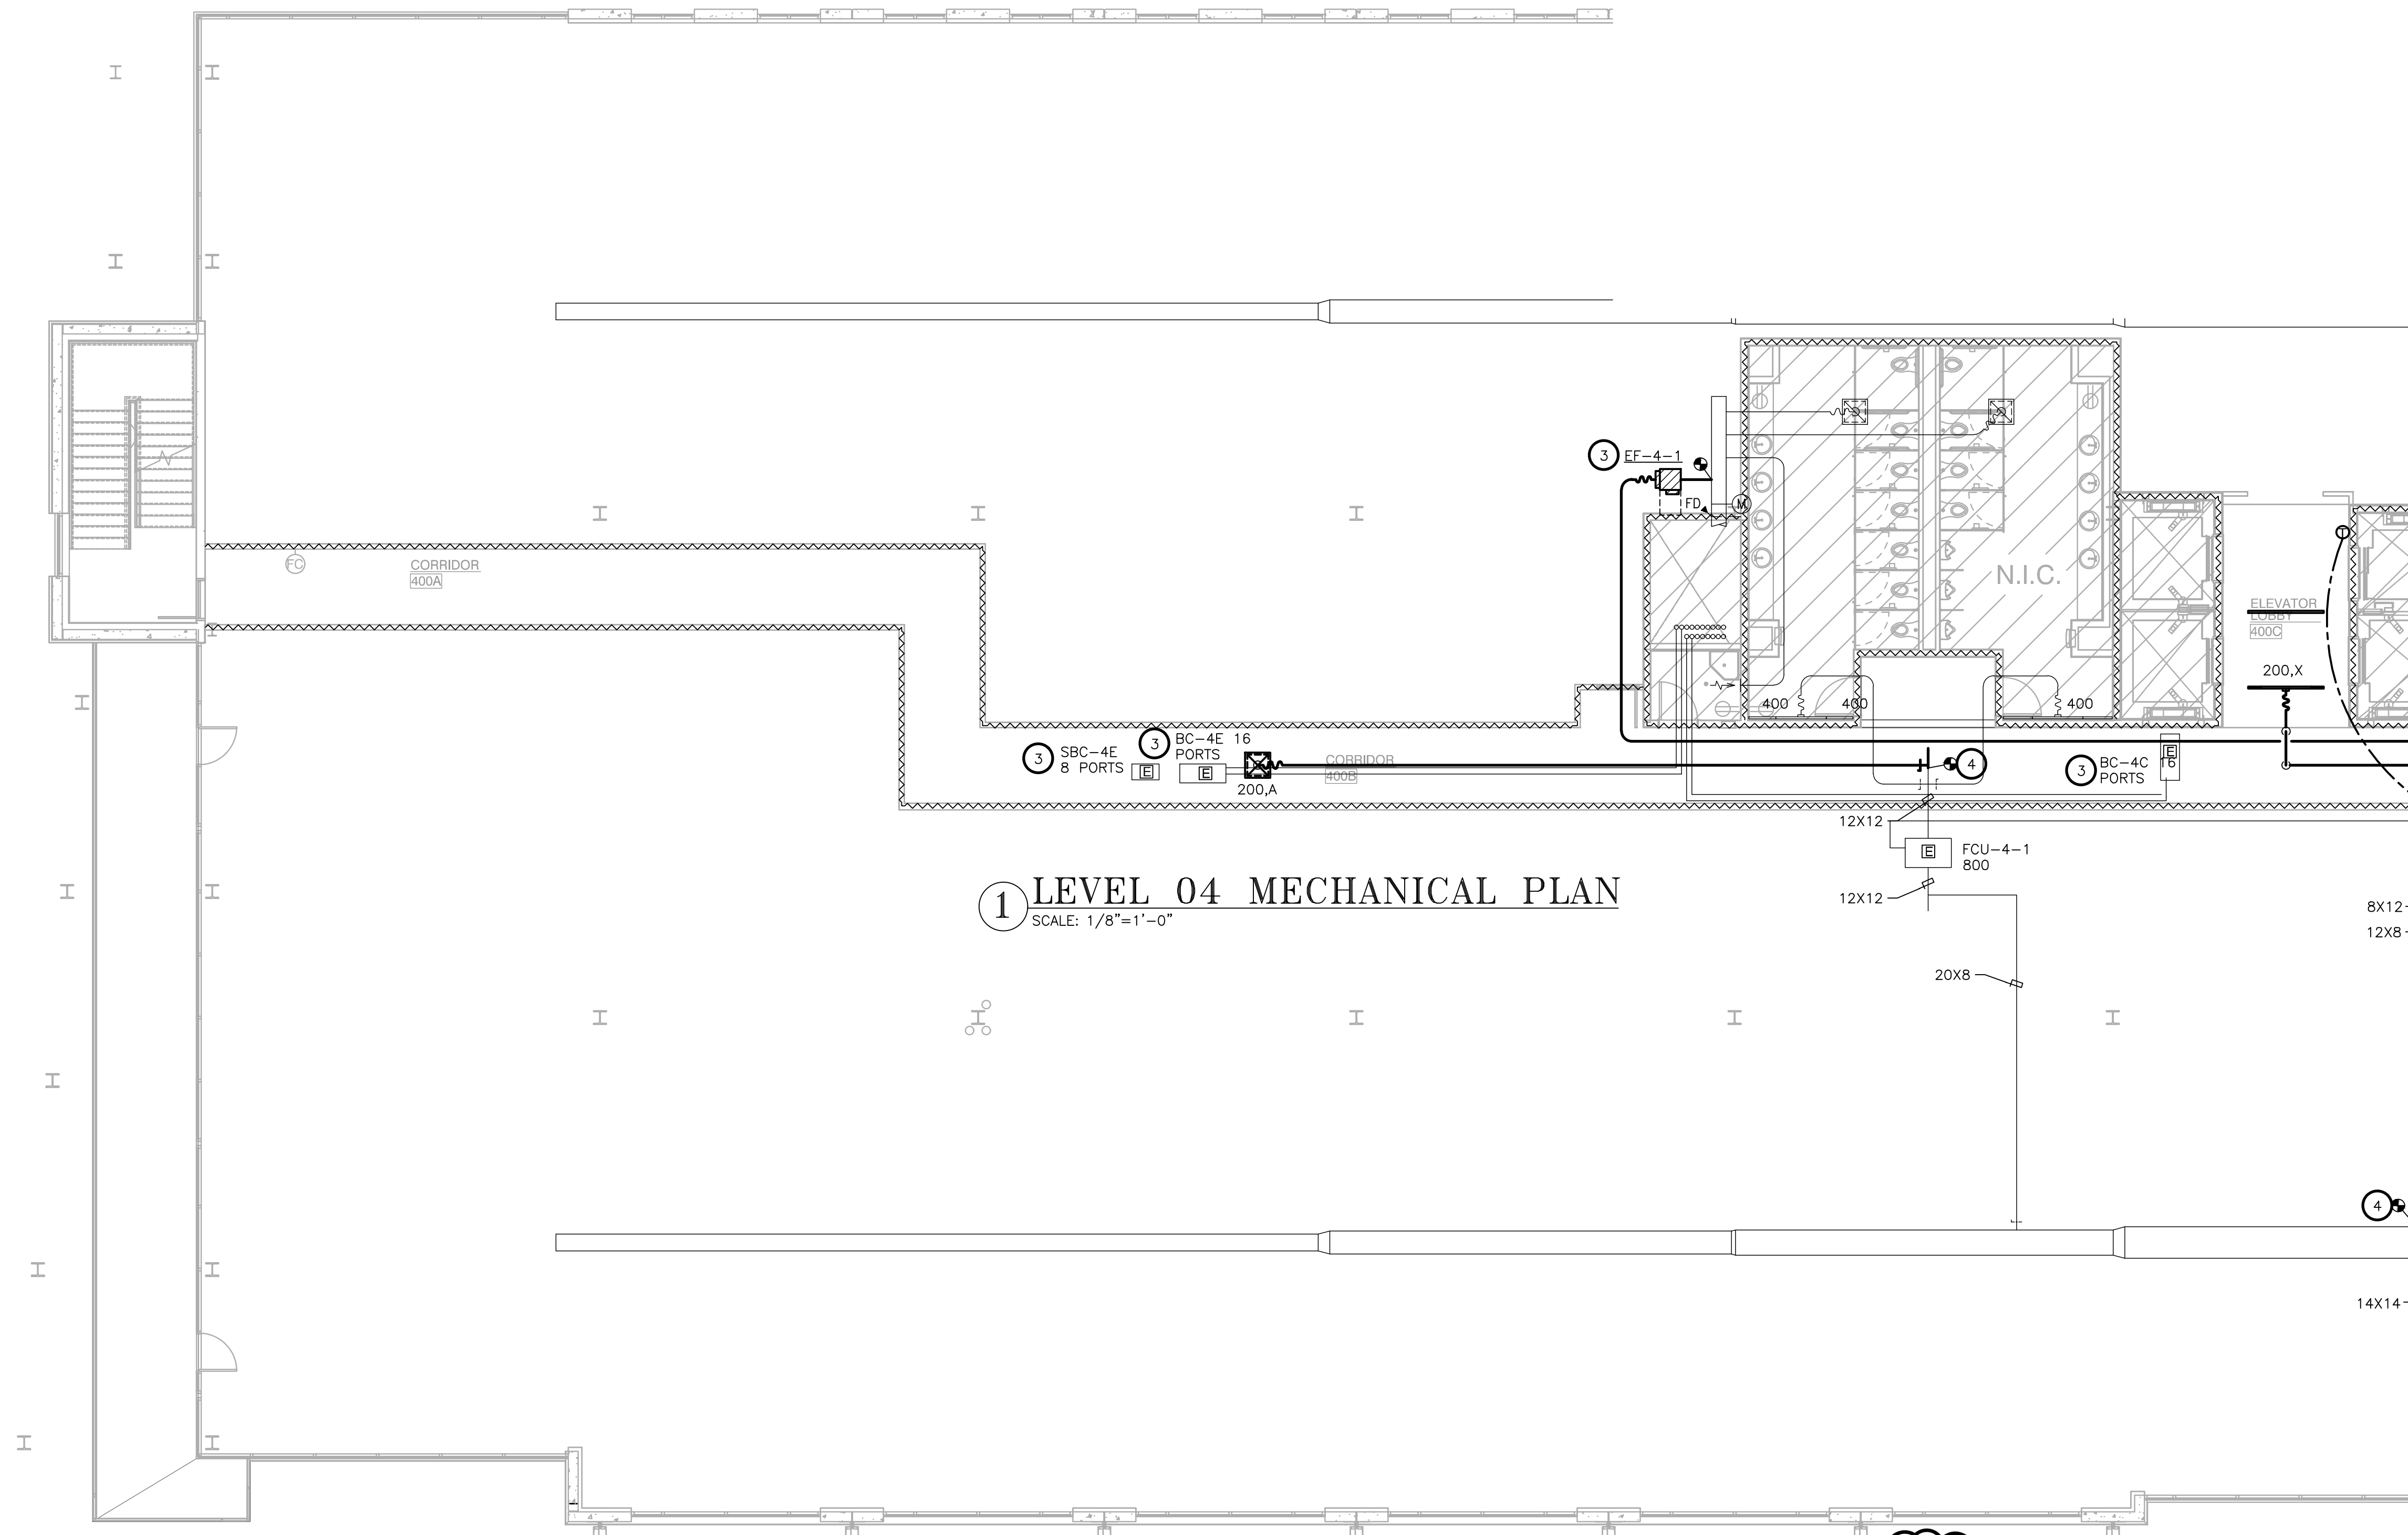 3 EF-4-1
FD
M
FC
CORRIDOR
400A
N.I.C.
T
ELEVATOR
LOBBY
400C
200,X
400
400
400
3 SBC-4E
8 PORTS
E
3 BC-4E 16
PORTS
E
200,A
CORRIDOR
400B
4
3 BC-4C 16
PORTS
E
12X12
E
FCU-4-1
800
12X12
1 LEVEL 04 MECHANICAL PLAN
SCALE: 1/8"=1'-0"
8X12
12X8
20X8
4
14X14